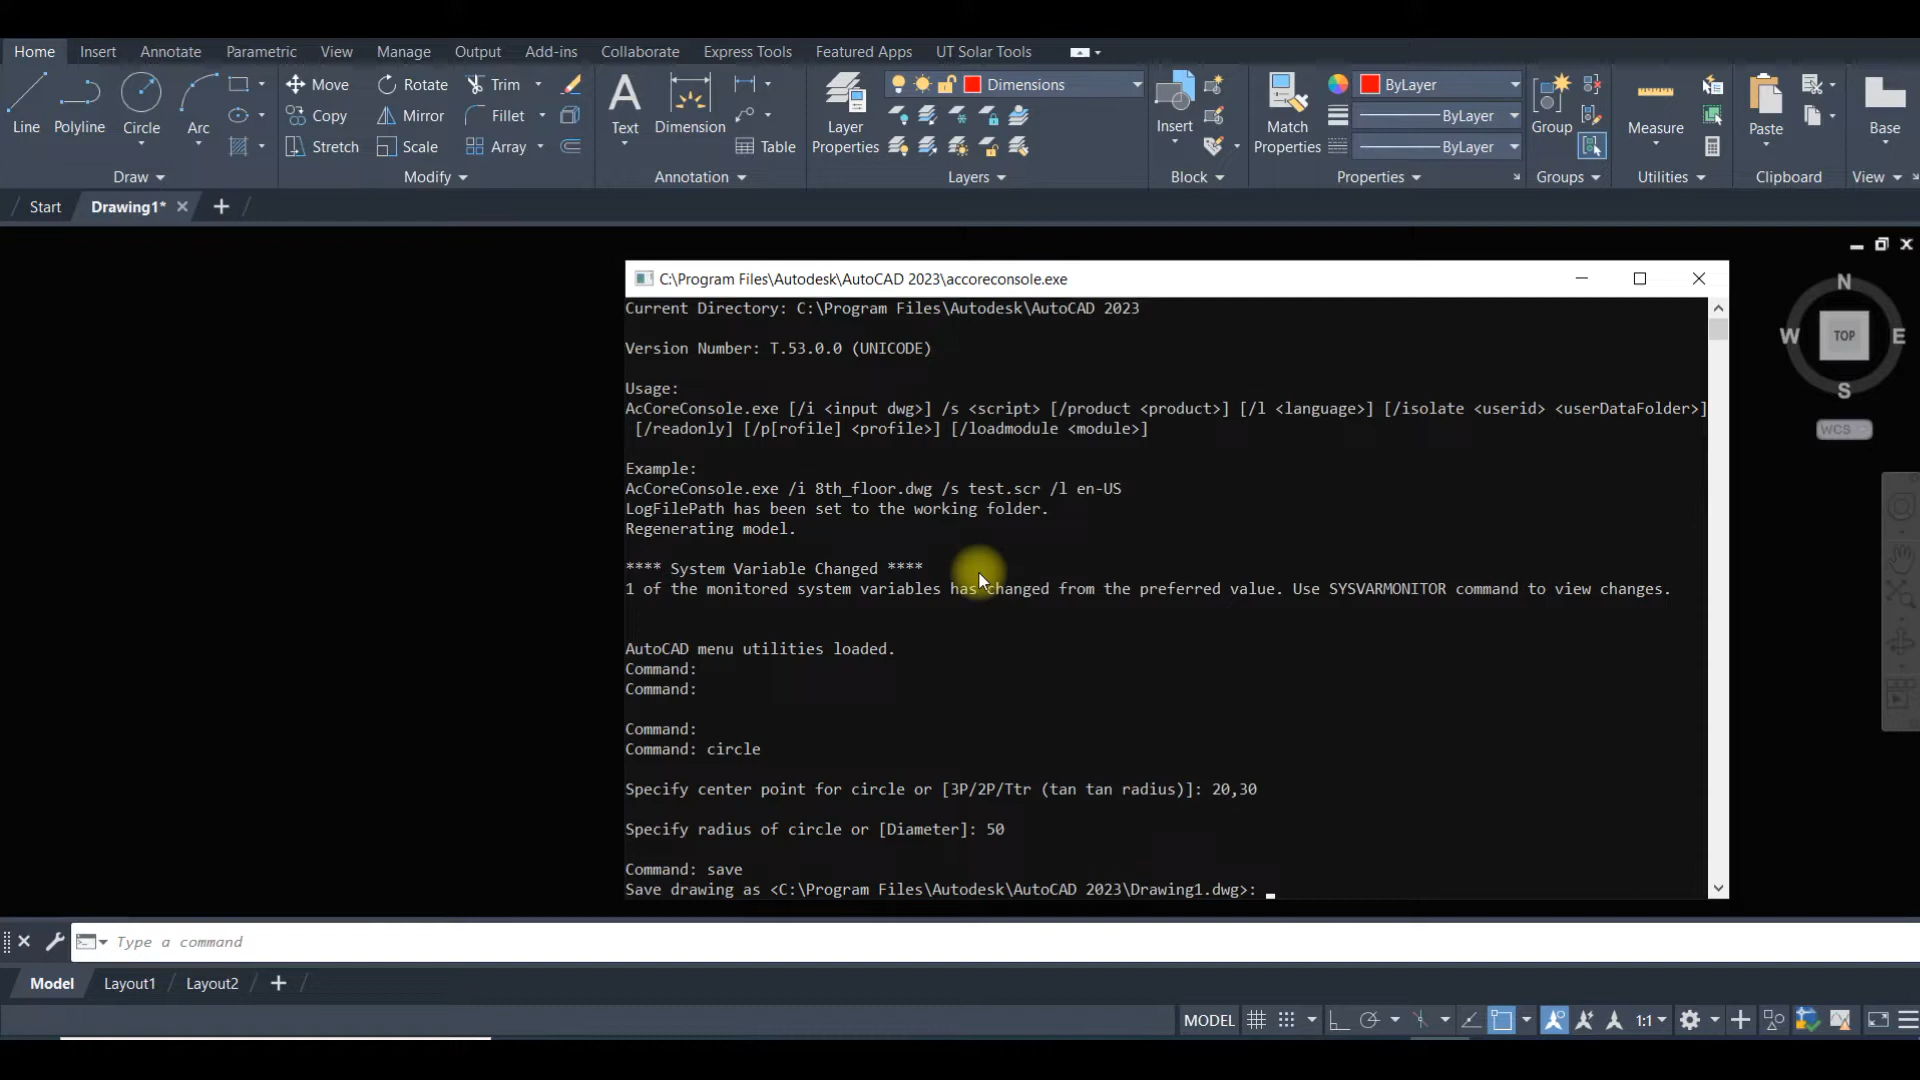 Home Insert Annotate Parametric View Manage Output Add-ins Collaborate Express Tools Featured Apps UT Solar Tools
Line Polyline Circle Arc
Move Rotate Trim
Copy Mirror Fillet
Stretch Scale Array
Text Dimension
Table
Layer Properties
Dimensions
Insert
Match Properties
ByLayer
ByLayer
ByLayer
Group
Measure
Paste
Base
Draw Modify Annotation Layers Block Properties Groups Utilities Clipboard View
Start Drawing1*
C:\Program Files\Autodesk\AutoCAD 2023\accoreconsole.exe
Current Directory: C:\Program Files\Autodesk\AutoCAD 2023
Version Number: T.53.0.0 (UNICODE)
Usage:
AcCoreConsole.exe [/i <input dwg>] /s <script> [/product <product>] [/l <language>] [/isolate <userid> <userDataFolder>]
[/readonly] [/p[rofile] <profile>] [/loadmodule <module>]
Example:
AcCoreConsole.exe /i 8th_floor.dwg /s test.scr /l en-US
LogFilePath has been set to the working folder.
Regenerating model.
**** System Variable Changed ****
1 of the monitored system variables has changed from the preferred value. Use SYSVARMONITOR command to view changes.
AutoCAD menu utilities loaded.
Command:
Command:
Command:
Command: circle
Specify center point for circle or [3P/2P/Ttr (tan tan radius)]: 20,30
Specify radius of circle or [Diameter]: 50
Command: save
Save drawing as <C:\Program Files\Autodesk\AutoCAD 2023\Drawing1.dwg>:
N
W TOP E
S
WCS
Type a command
Model Layout1 Layout2
MODEL 1:1